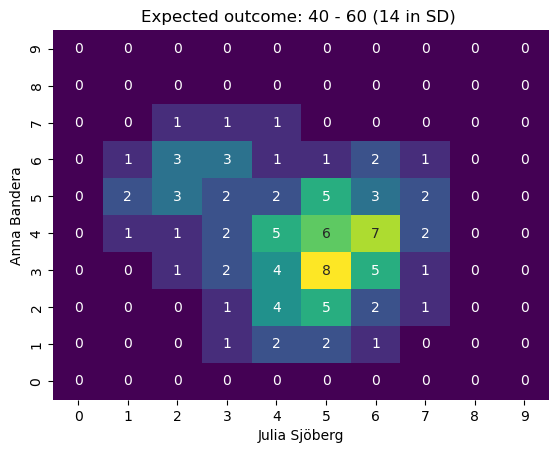 Expected outcome: 40 - 60 (14 in SD)
9 0 0 0 0 0 0 0 0 0 0
8 0 0 0 0 0 0 0 0 0 0
7 0 0 1 1 1 0 0 0 0 0
6 0 1 3 3 1 1 2 1 0 0
5 0 2 3 2 2 5 3 2 0 0
4 0 1 1 2 5 6 7 2 0 0
3 0 0 1 2 4 8 5 1 0 0
2 0 0 0 1 4 5 2 1 0 0
1 0 0 0 1 2 2 1 0 0 0
0 0 0 0 0 0 0 0 0 0 0
Anna Bandera
0 1 2 3 4 5 6 7 8 9
Julia Sjöberg